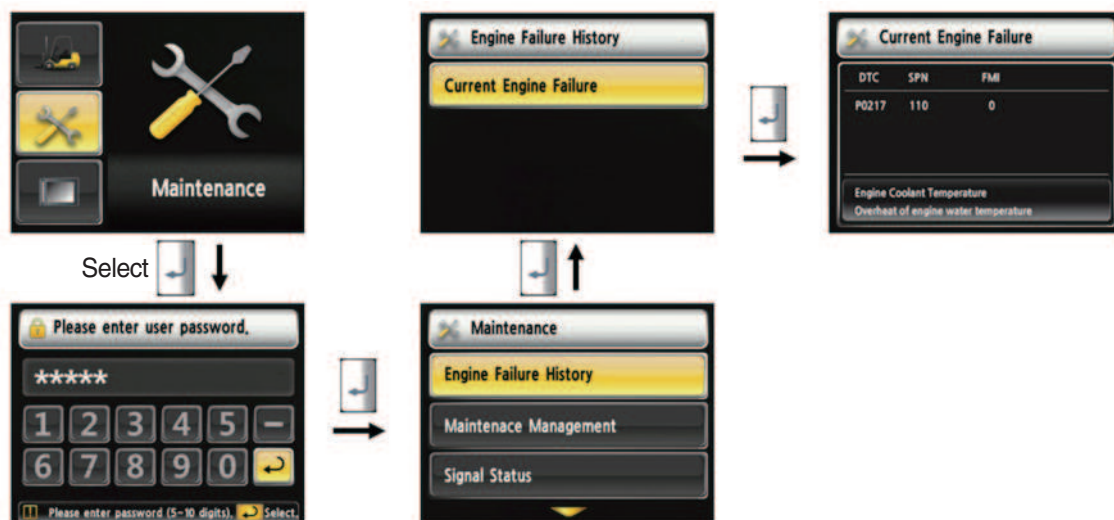 Maintenance
Select
Please enter user password.
*****
1 2 3 4 5 -
6 7 8 9 0
Please enter password (5-10 digits). Select.
Maintenance
Engine Failure History
Maintenace Management
Signal Status
Engine Failure History
Current Engine Failure
Current Engine Failure
DTC SPN FMI
P0217 110 0
Engine Coolant Temperature
Overheat of engine water temperature